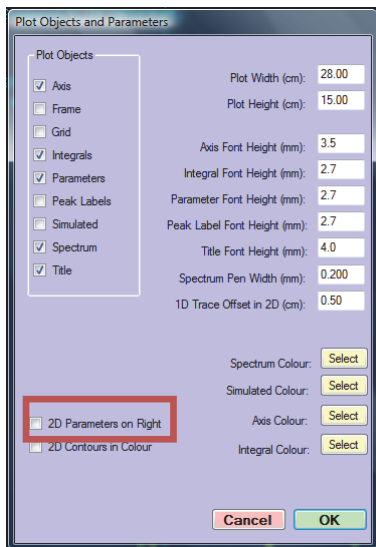 Plot Objects and Parameters
Plot Objects
Axis
Frame
Grid
Integrals
Parameters
Peak Labels
Simulated
Spectrum
Title
Plot Width (cm): 28.00
Plot Height (cm): 15.00
Axis Font Height (mm): 3.5
Integral Font Height (mm): 2.7
Parameter Font Height (mm): 2.7
Peak Label Font Height (mm): 2.7
Title Font Height (mm): 4.0
Spectrum Pen Width (mm): 0.200
1D Trace Offset in 2D (cm): 0.50
Spectrum Colour: Select
Simulated Colour: Select
Axis Colour: Select
Integral Colour: Select
2D Parameters on Right
2D Contours in Colour
Cancel OK